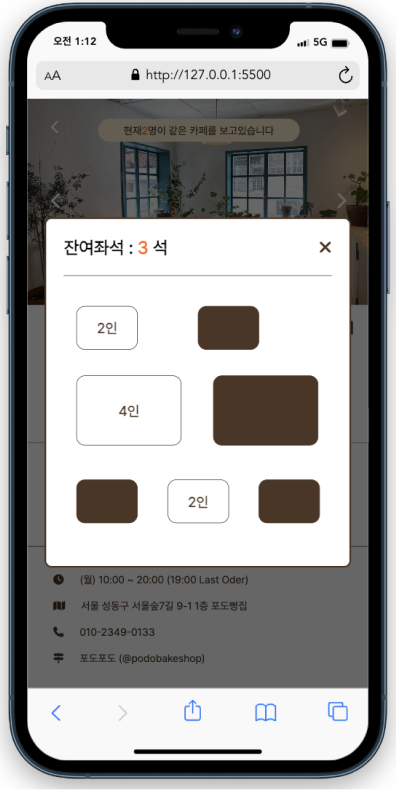 오전 1:12
5G
AA
http://127.0.0.1:5500
현재2명이 같은 카페를 보고있습니다
잔여좌석 : 3 석
2인
4인
2인
(월) 10:00 ~ 20:00 (19:00 Last Oder)
서울 성동구 서울숲7길 9-1 1층 포도빵집
010-2349-0133
포도포도 (@podobakeshop)